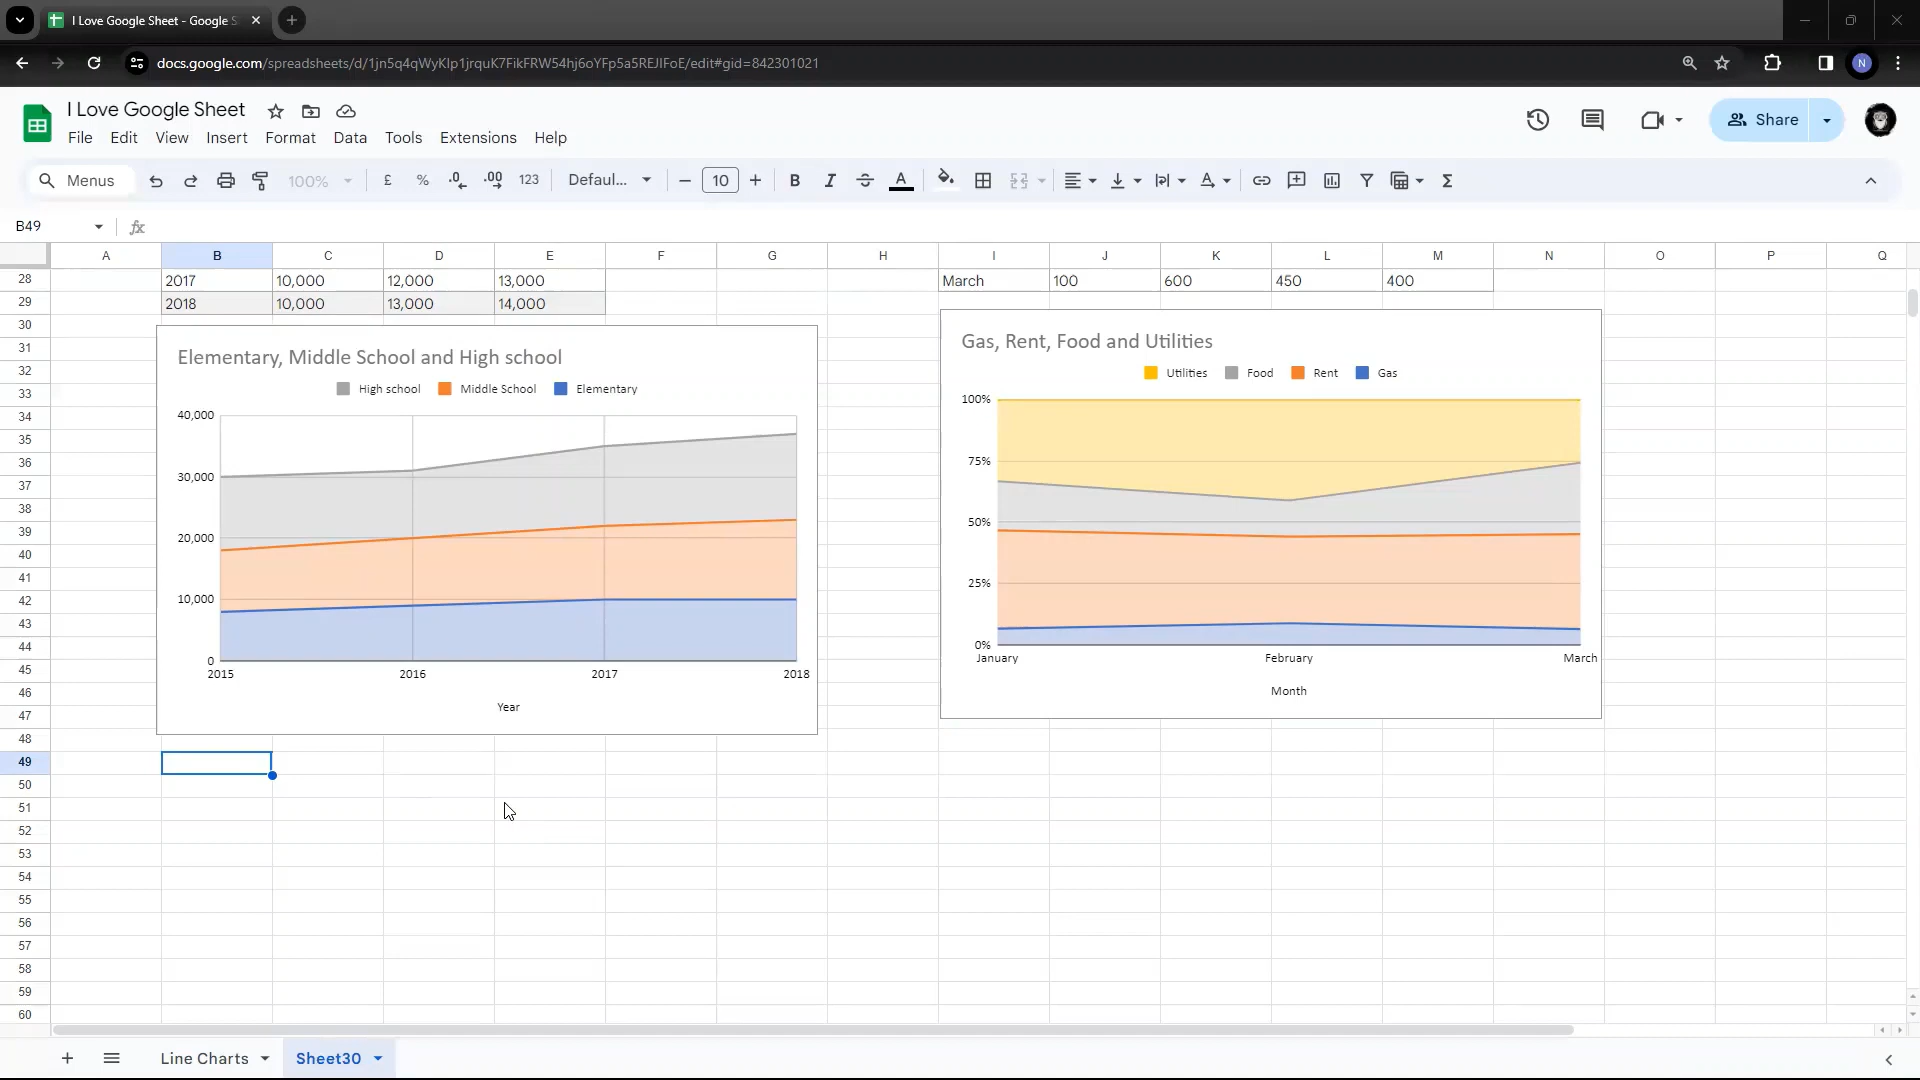 I Love Google Sheet - Google S
docs.google.com/spreadsheets/d/1jn5q4qWyKlp1jrquK7FikFRW54hj6oYFp5a5REJIFoE/edit#gid=842301021
N
I Love Google Sheet
File Edit View Insert Format Data Tools Extensions Help
Share
Menus 100% £ % .0 .00 123 Defaul... 10 B I A Σ
B49 fx
A B C D E F G H I J K L M N O P Q
28 2017 10,000 12,000 13,000 March 100 600 450 400
29 2018 10,000 13,000 14,000
30
31
32
33
34
35
36
37
38
39
40
41
42
43
44
45
46
47
48
49
50
51
52
53
54
55
56
57
58
59
60
Elementary, Middle School and High school
High school Middle School Elementary
40,000
30,000
20,000
10,000
0
2015 2016 2017 2018
Year
Gas, Rent, Food and Utilities
Utilities Food Rent Gas
100%
75%
50%
25%
0%
January February March
Month
Line Charts Sheet30